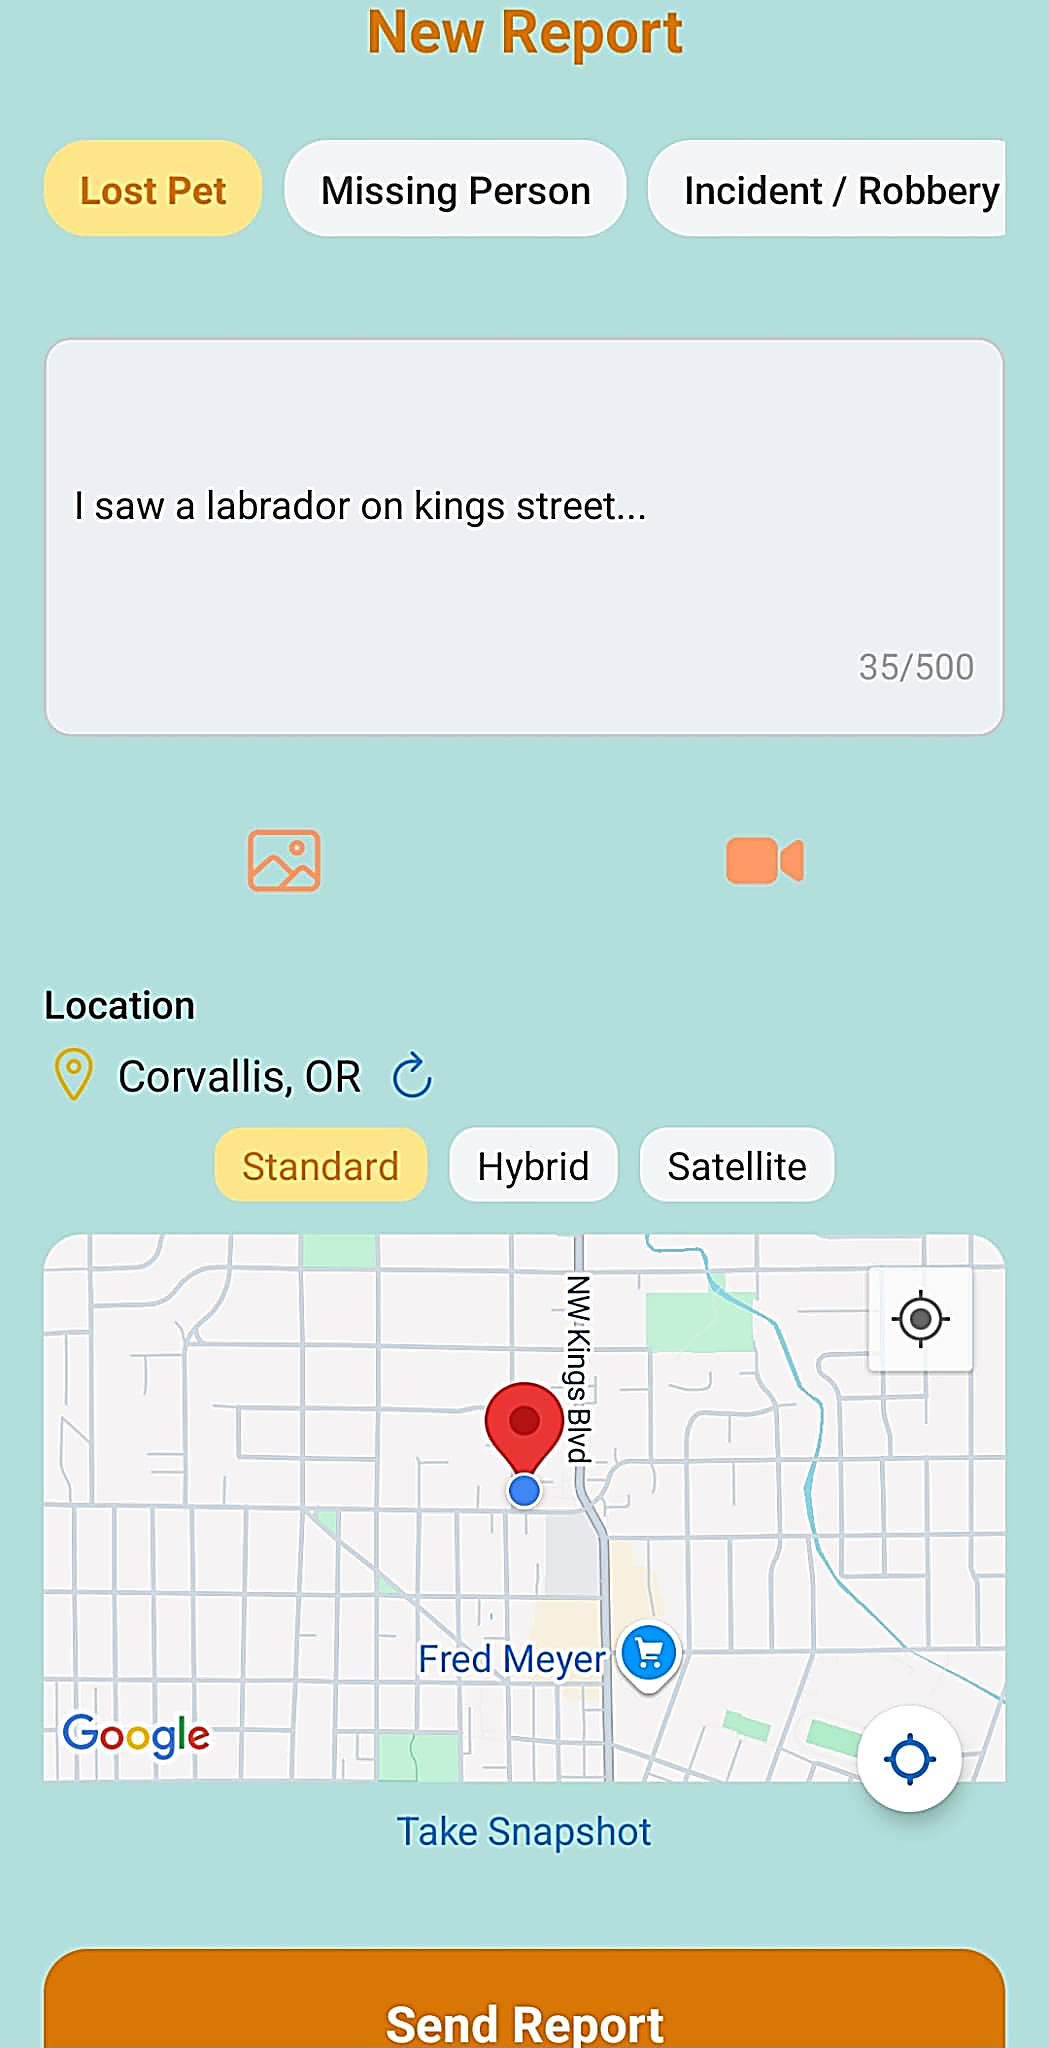 New Report
Lost Pet
Missing Person
Incident / Robbery
I saw a labrador on kings street...
35/500
Location
Corvallis, OR
Standard
Hybrid
Satellite
NW Kings Blvd
Fred Meyer
Google
Take Snapshot
Send Report